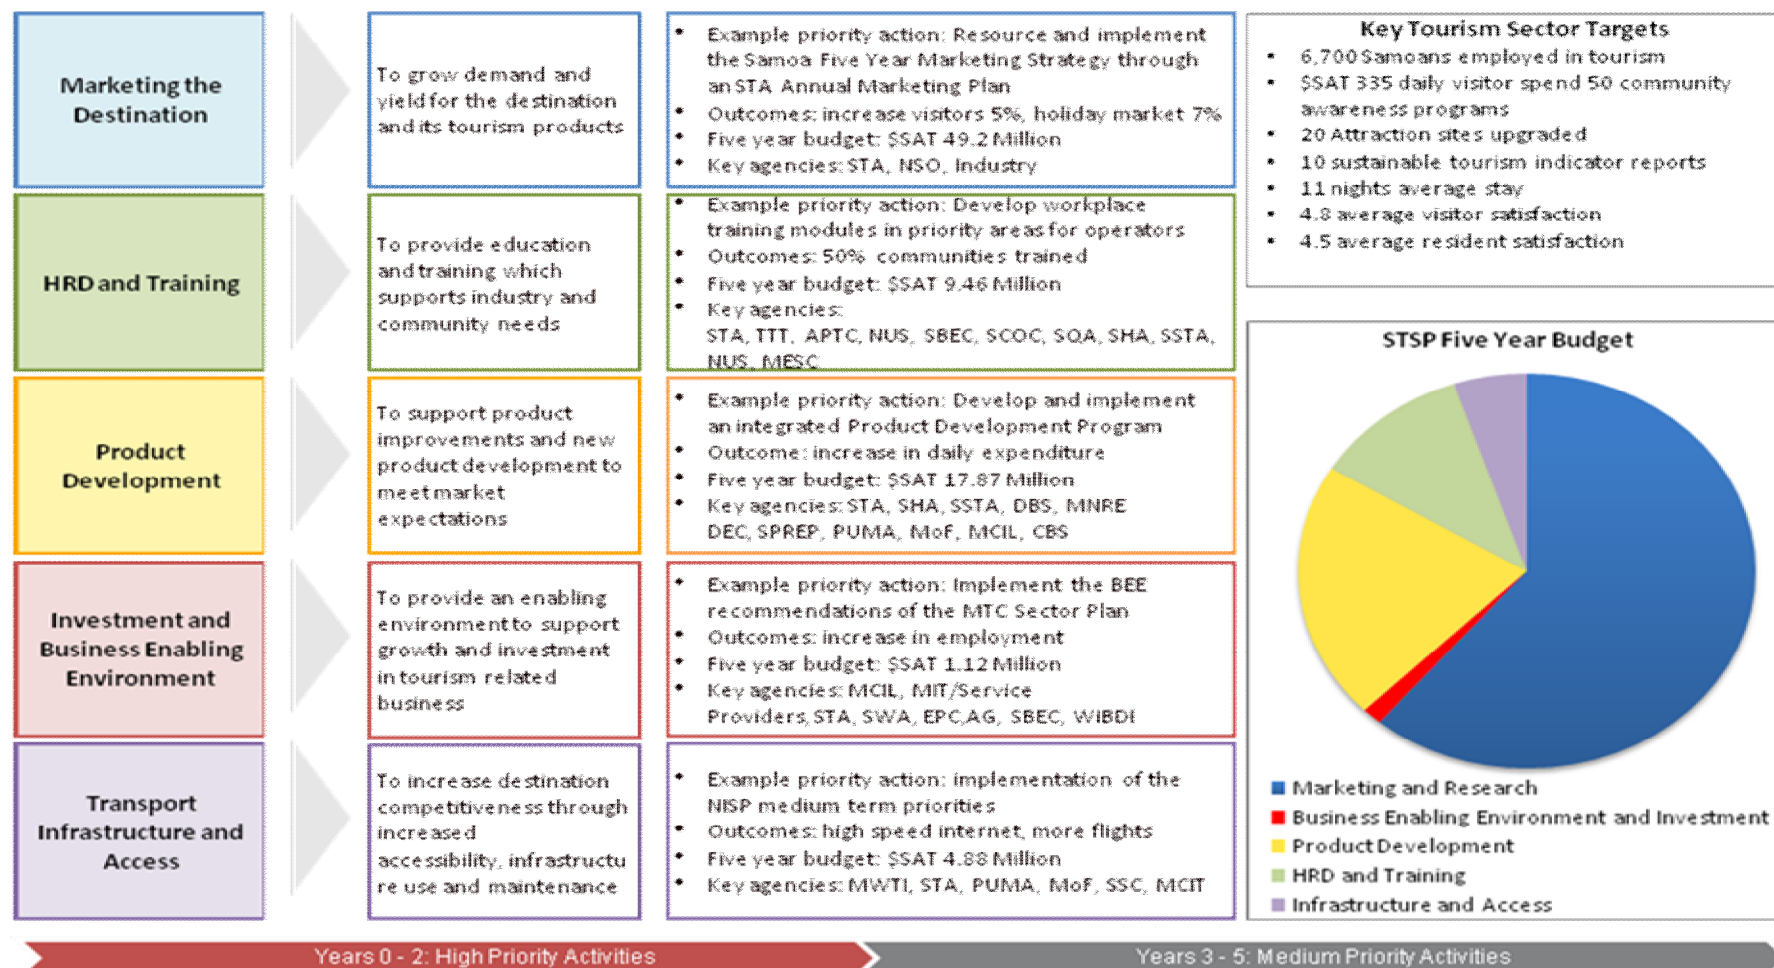 Marketing the
Destination
To grow demand and
yield for the destination
and its tourism products
• Example priority action: Resource and implement
the Samoa Five Year Marketing Strategy through
an STA Annual Marketing Plan
• Outcomes: increase visitors 5%, holiday market 7%
• Five year budget: $SAT 49.2 Million
• Key agencies: STA, NSO, Industry
HRD and Training
To provide education
and training which
supports industry and
community needs
• Example priority action: Develop workplace
training modules in priority areas for operators
• Outcomes: 50% communities trained
• Five year budget: $SAT 9.46 Million
• Key agencies:
STA, TTT, APTC, NUS, SBEC, SCOC, SQA, SHA, SSTA,
NUS, MESC
Product
Development
To support product
improvements and new
product development to
meet market
expectations
• Example priority action: Develop and implement
an integrated Product Development Program
• Outcome: increase in daily expenditure
• Five year budget: $SAT 17.87 Million
• Key agencies: STA, SHA, SSTA, DBS, MNRE
DEC, SPREP, PUMA, MoF, MCIL, CBS
Investment and
Business Enabling
Environment
To provide an enabling
environment to support
growth and investment
in tourism related
business
• Example priority action: Implement the BEE
recommendations of the MTC Sector Plan
• Outcomes: increase in employment
• Five year budget: $SAT 1.12 Million
• Key agencies: MCIL, MIT/Service
Providers, STA, SWA, EPC,AG, SBEC, WIBDI
Transport
Infrastructure and
Access
To increase destination
competitiveness through
increased
accessibility, infrastructu
re use and maintenance
• Example priority action: implementation of the
NISP medium term priorities
• Outcomes: high speed internet, more flights
• Five year budget: $SAT 4.88 Million
• Key agencies: MWTI, STA, PUMA, MoF, SSC, MCIT
Key Tourism Sector Targets
• 6,700 Samoans employed in tourism
• $SAT 335 daily visitor spend 50 community
awareness programs
• 20 Attraction sites upgraded
• 10 sustainable tourism indicator reports
• 11 nights average stay
• 4.8 average visitor satisfaction
• 4.5 average resident satisfaction
STSP Five Year Budget
Marketing and Research
Business Enabling Environment and Investment
Product Development
HRD and Training
Infrastructure and Access
Years 0 - 2: High Priority Activities
Years 3 - 5: Medium Priority Activities